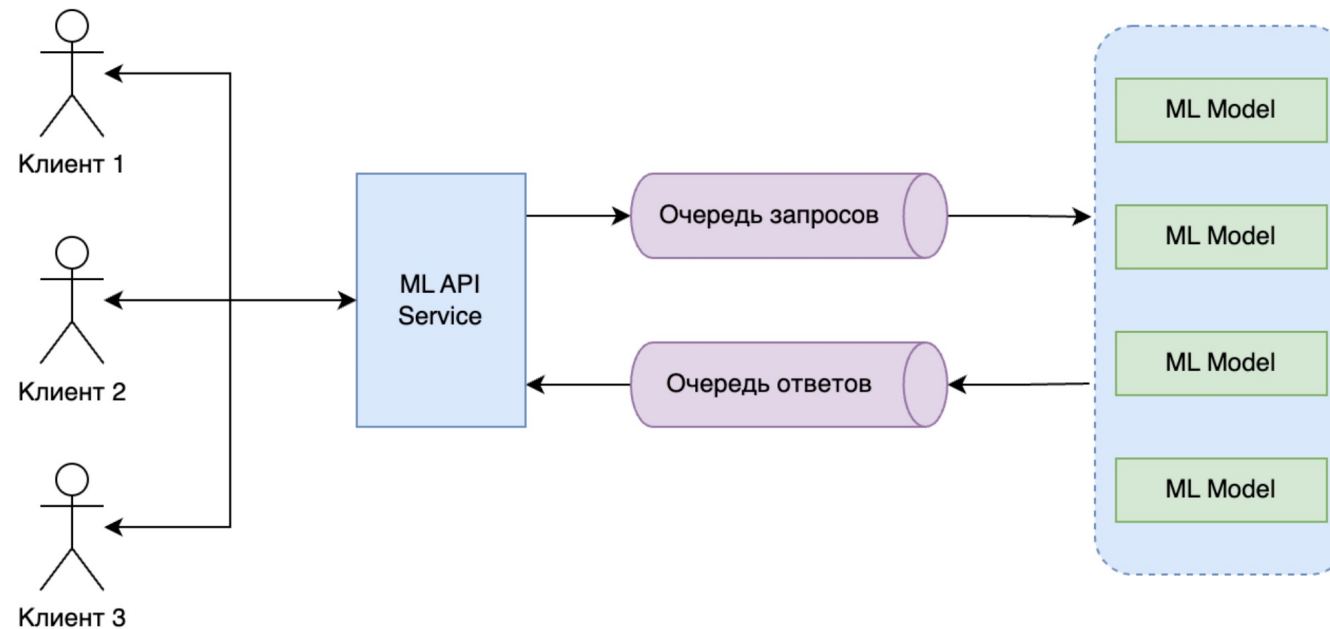 Клиент 1
Клиент 2
Клиент 3
ML API
Service
Очередь запросов
Очередь ответов
ML Model
ML Model
ML Model
ML Model